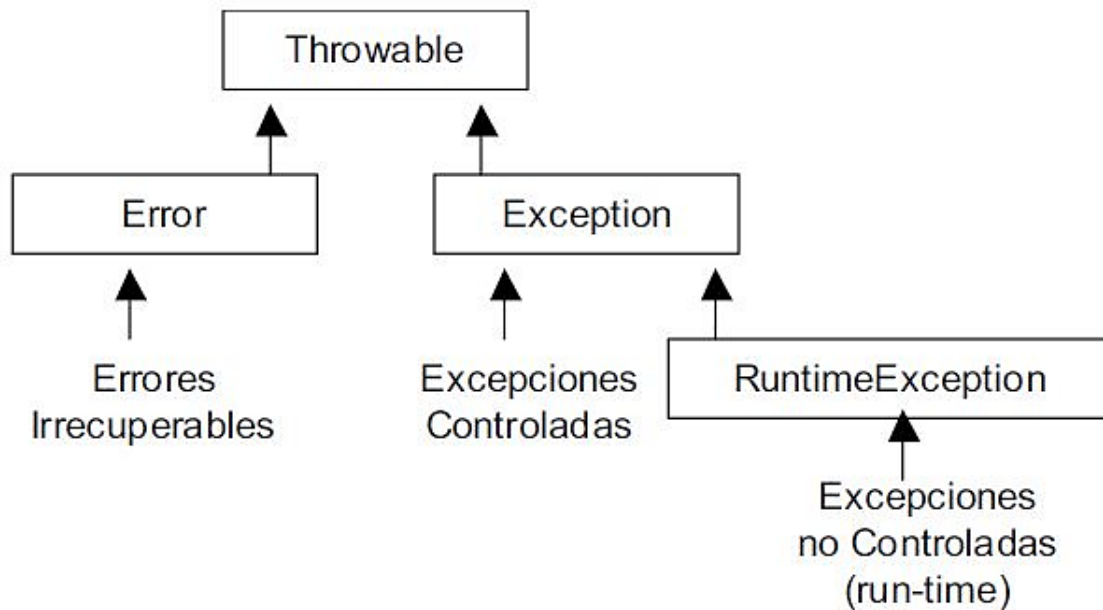 Throwable
Error
Exception
Errores
Irrecuperables
Excepciones
Controladas
RuntimeException
Excepciones
no Controladas
(run-time)